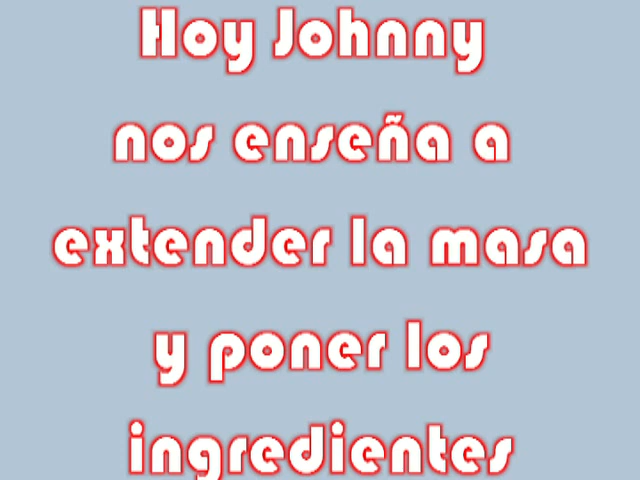 Hoy Johnny
nos enseña a
extender la masa
y poner los
ingredientes